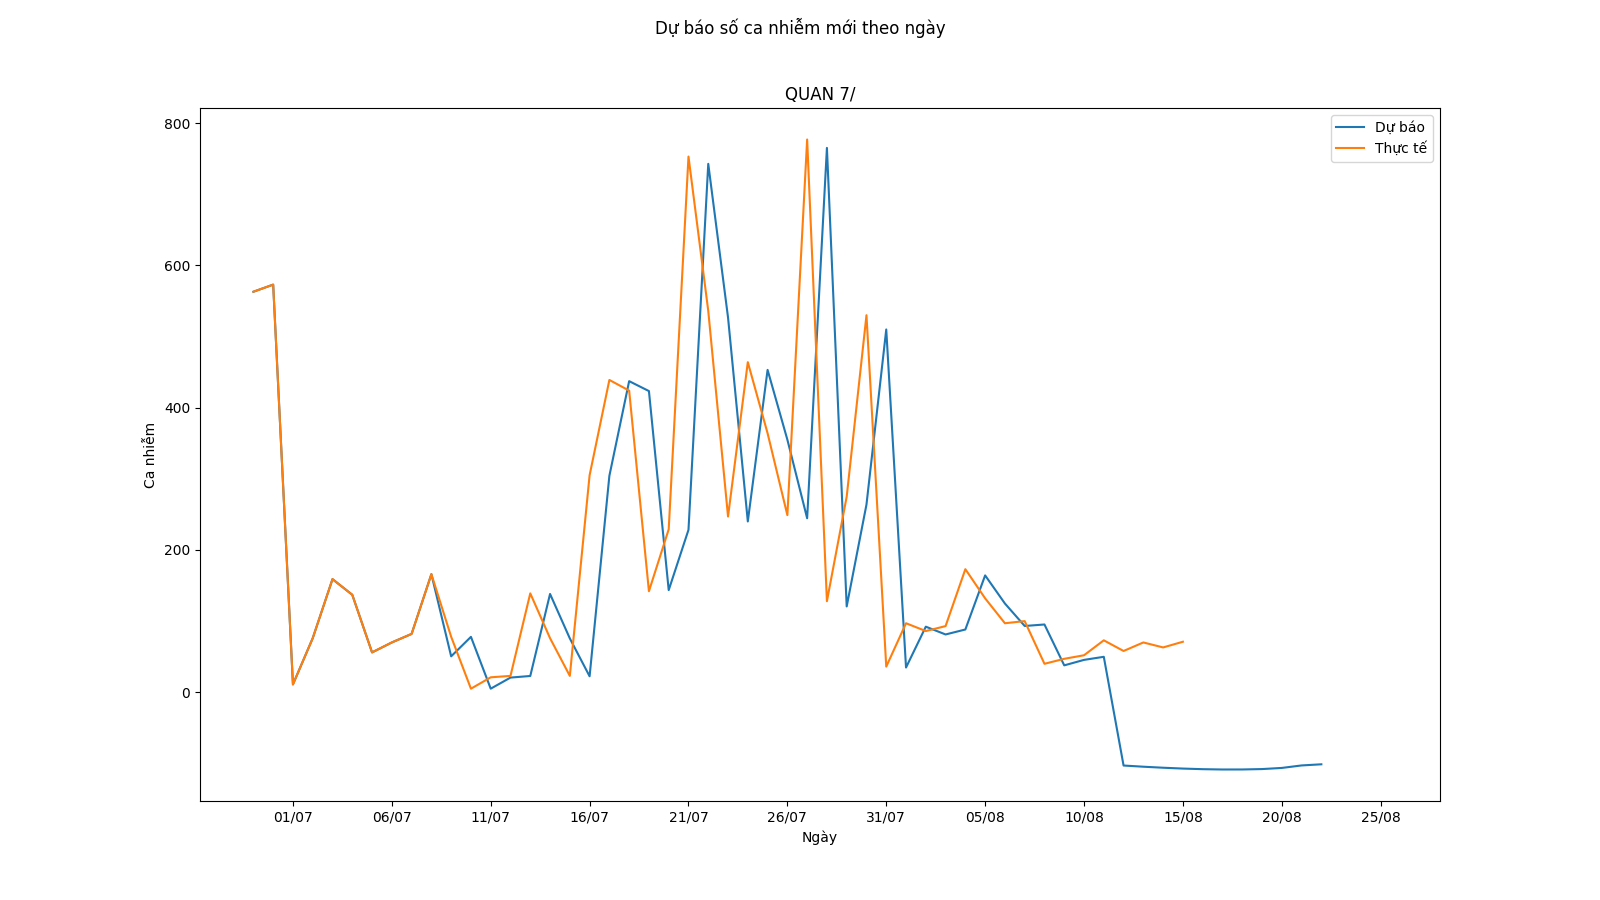 Dự báo số ca nhiễm mới theo ngày
QUAN 7/
Dự báo
Thực tế
800
600
400
200
0
Ca nhiễm
01/07 06/07 11/07 16/07 21/07 26/07 31/07 05/08 10/08 15/08 20/08 25/08
Ngày